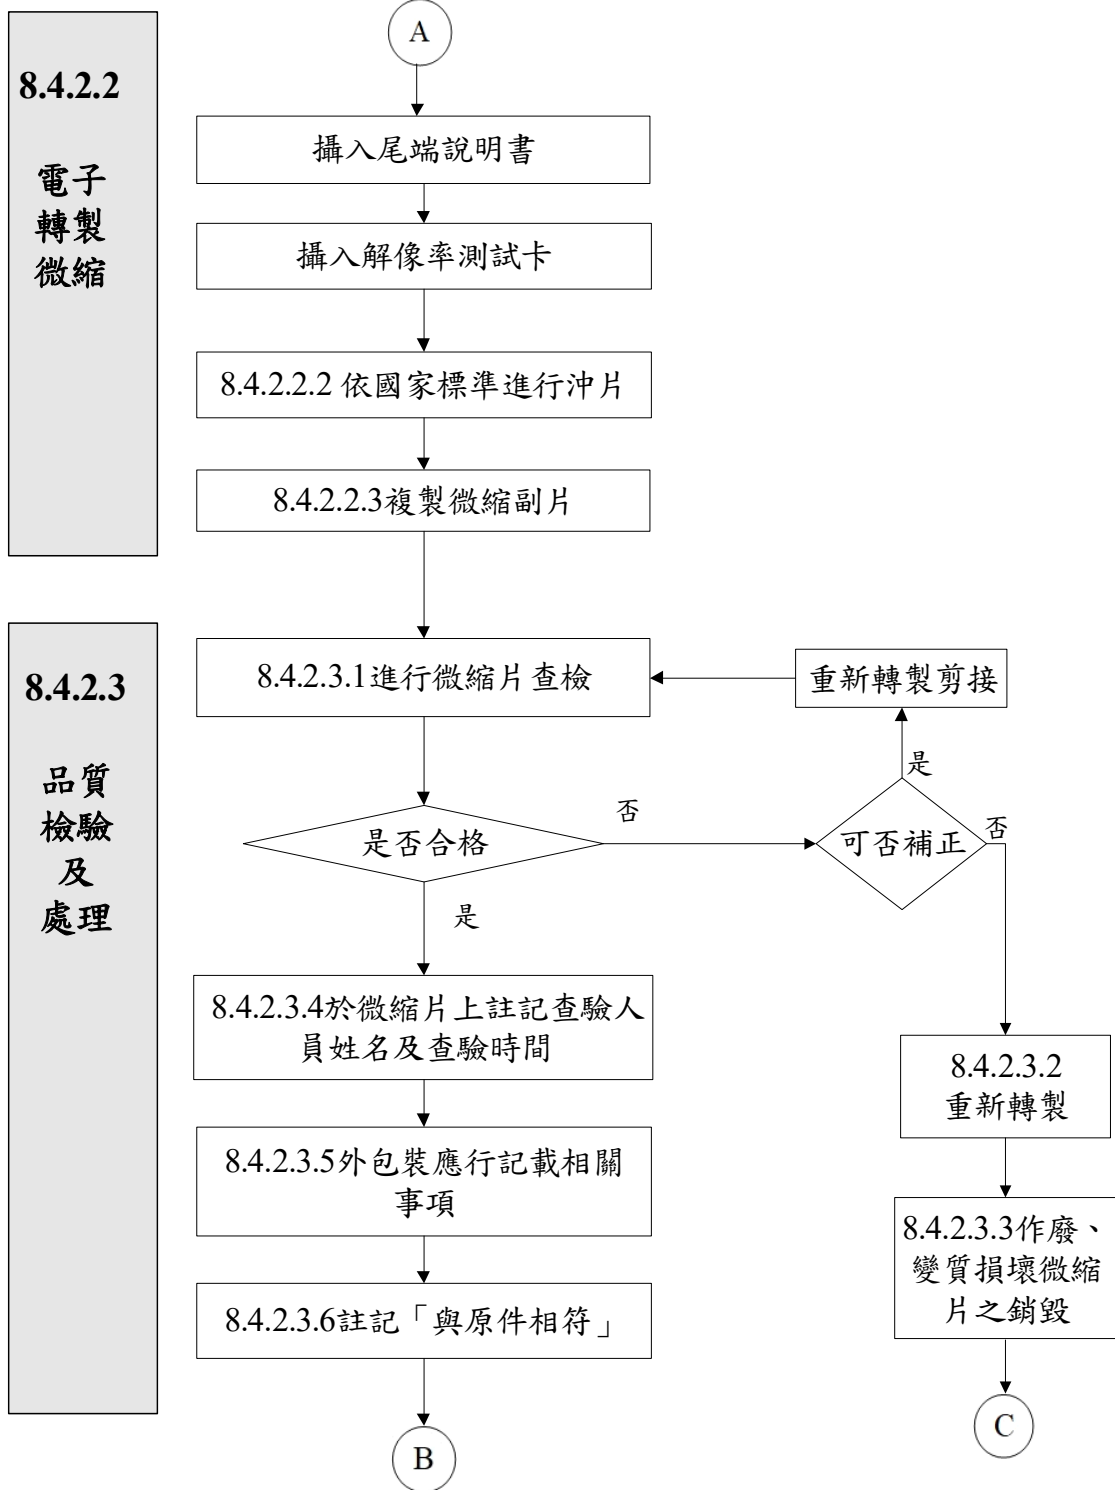 A
8.4.2.2
電子
轉製
微縮
攝入尾端說明書
攝入解像率測試卡
8.4.2.2.2 依國家標準進行沖片
8.4.2.2.3複製微縮副片
8.4.2.3
品質
檢驗
及
處理
8.4.2.3.1進行微縮片查檢
重新轉製剪接
是
是否合格
否
可否補正
否
是
8.4.2.3.4於微縮片上註記查驗人
員姓名及查驗時間
8.4.2.3.2
重新轉製
8.4.2.3.5外包裝應行記載相關
事項
8.4.2.3.3作廢、
變質損壞微縮
片之銷毀
8.4.2.3.6註記「與原件相符」
B
C